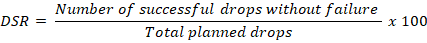 DSR = Number of successful drops without failure / Total planned drops x 100